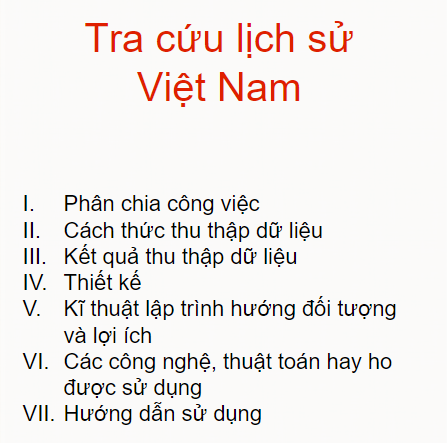 Tra cứu lịch sử
Việt Nam
I. Phân chia công việc
II. Cách thức thu thập dữ liệu
III. Kết quả thu thập dữ liệu
IV. Thiết kế
V. Kĩ thuật lập trình hướng đối tượng
và lợi ích
VI. Các công nghệ, thuật toán hay ho
được sử dụng
VII. Hướng dẫn sử dụng